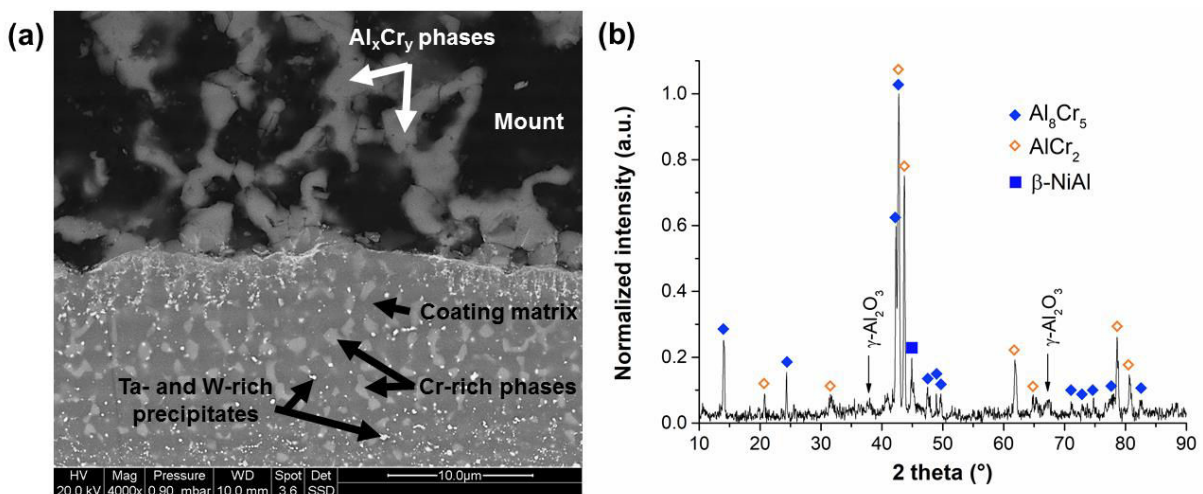 (a)
AlxCry phases
Mount
Coating matrix
Ta- and W-rich
precipitates
Cr-rich phases
HV
Mag
Pressure
WD
Spot
Det
20.0 kV
4000x
0.90 mbar
10.0 mm
3.6
SSD
10.0μm
(b)
Normalized intensity (a.u.)
1.0
0.8
0.6
0.4
0.2
0.0
Al8Cr5
AlCr2
β-NiAl
γ-Al2O3
γ-Al2O3
10 20 30 40 50 60 70 80 90
2 theta (°)